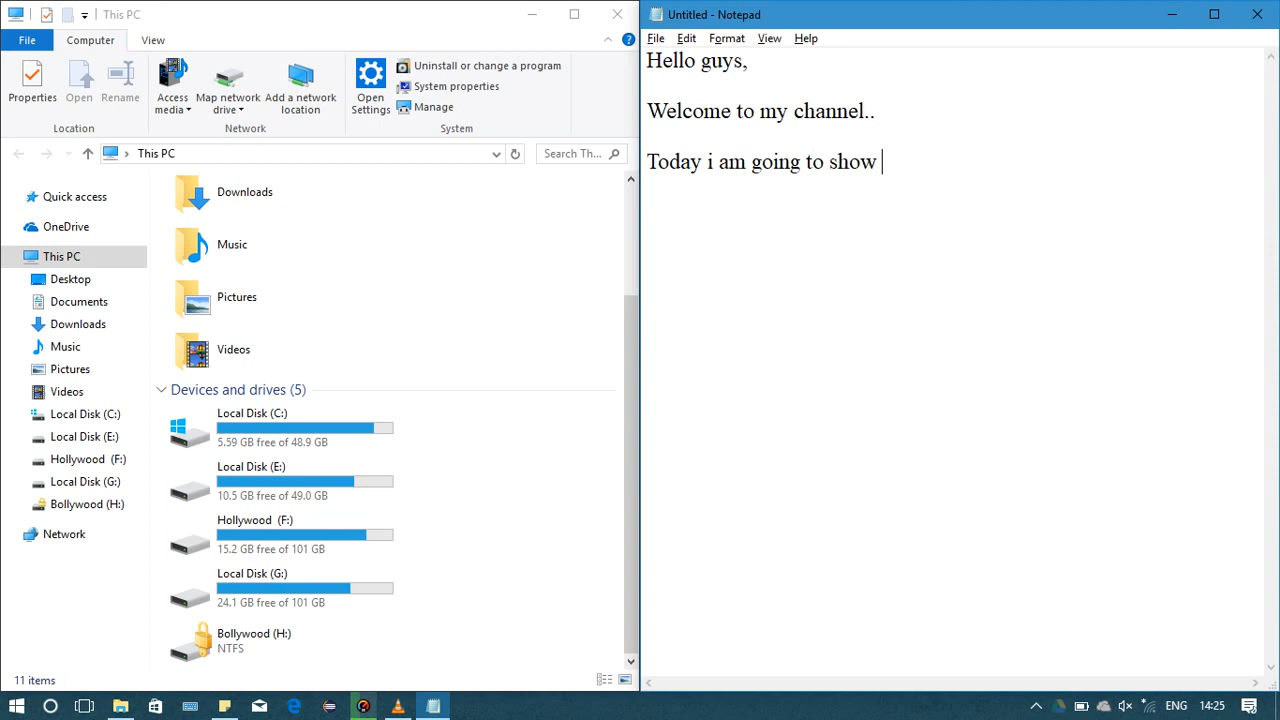 This PC
File
Computer
View
Properties
Open
Rename
Location
Access
media
Map network
drive
Add a network
location
Network
Open
Settings
Uninstall or change a program
System properties
Manage
System
This PC
Search Th...
Quick access
OneDrive
This PC
Desktop
Documents
Downloads
Music
Pictures
Videos
Local Disk (C:)
Local Disk (E:)
Hollywood  (F:)
Local Disk (G:)
Bollywood (H:)
Network
Downloads
Music
Pictures
Videos
Devices and drives (5)
Local Disk (C:)
5.59 GB free of 48.9 GB
Local Disk (E:)
10.5 GB free of 49.0 GB
Hollywood  (F:)
15.2 GB free of 101 GB
Local Disk (G:)
24.1 GB free of 101 GB
Bollywood (H:)
NTFS
11 items
Untitled - Notepad
File Edit Format View Help
Hello guys,
Welcome to my channel..
Today i am going to show
ENG 14:25